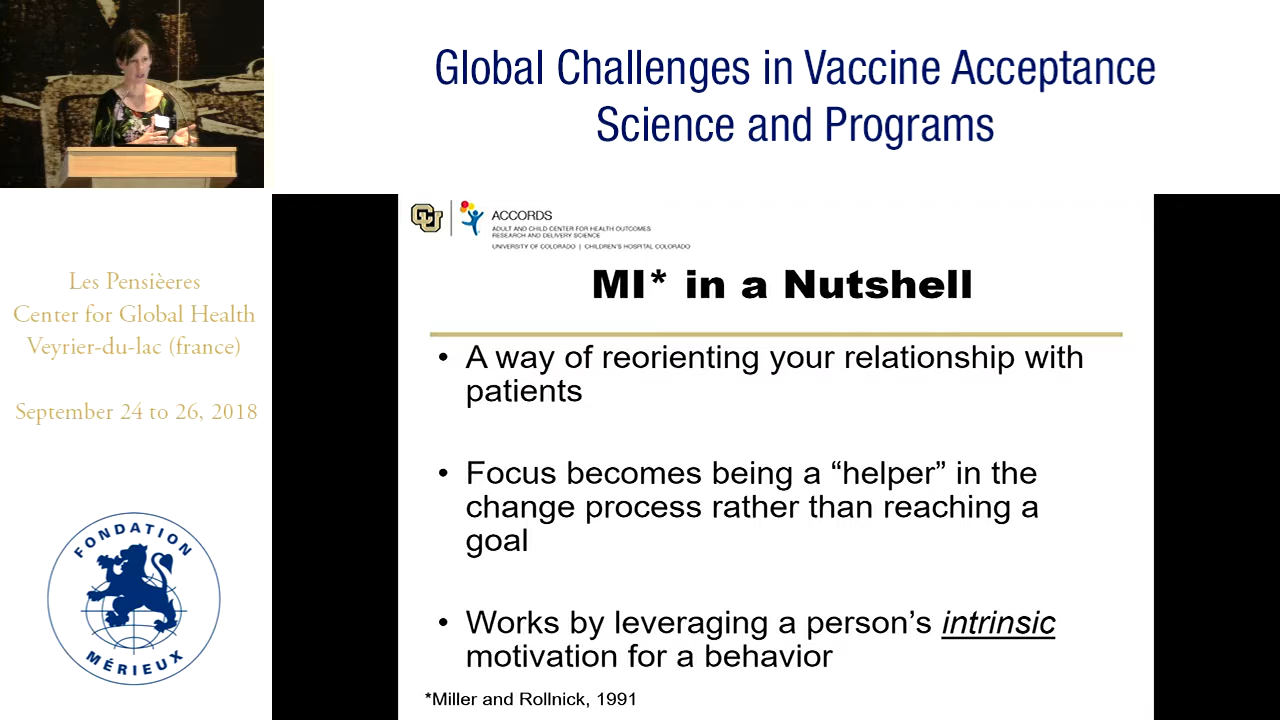 Global Challenges in Vaccine Acceptance
Science and Programs
Les Pensièeres
Center for Global Health
Veyrier-du-lac (france)
September 24 to 26, 2018
FONDATION
MÉRIEUX
CU
ACCORDS
ADULT AND CHILD CENTER FOR HEALTH OUTCOMES
RESEARCH AND DELIVERY SCIENCE
UNIVERSITY OF COLORADO | CHILDREN'S HOSPITAL COLORADO
MI* in a Nutshell
• A way of reorienting your relationship with
patients
• Focus becomes being a “helper” in the
change process rather than reaching a
goal
• Works by leveraging a person’s intrinsic
motivation for a behavior
*Miller and Rollnick, 1991